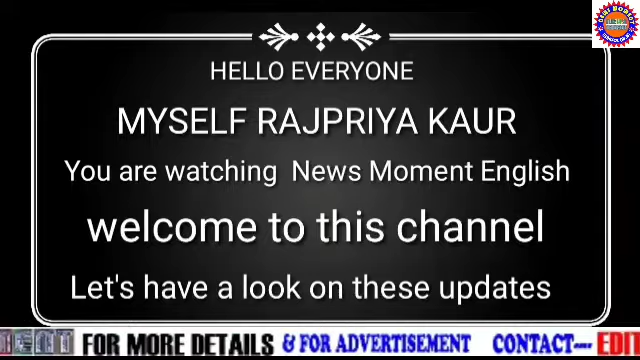 HELLO EVERYONE
MYSELF RAJPRIYA KAUR
You are watching News Moment English
welcome to this channel
Let's have a look on these updates
FOR MORE DETAILS & FOR ADVERTISEMENT CONTACT---- EDI